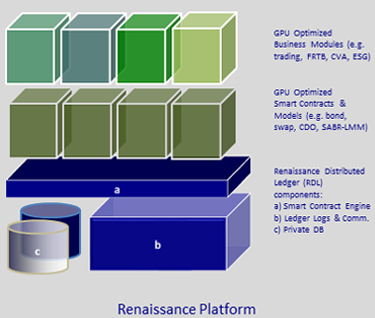 GPU Optimized
Business Modules (e.g.
trading, FRTB, CVA, ESG)
GPU Optimized
Smart Contracts &
Models (e.g. bond,
swap, CDO, SABR-LMM)
Renaissance Distributed
Ledger (RDL)
components:
a) Smart Contract Engine
b) Ledger Logs & Comm.
c) Private DB
a
b
c
Renaissance Platform